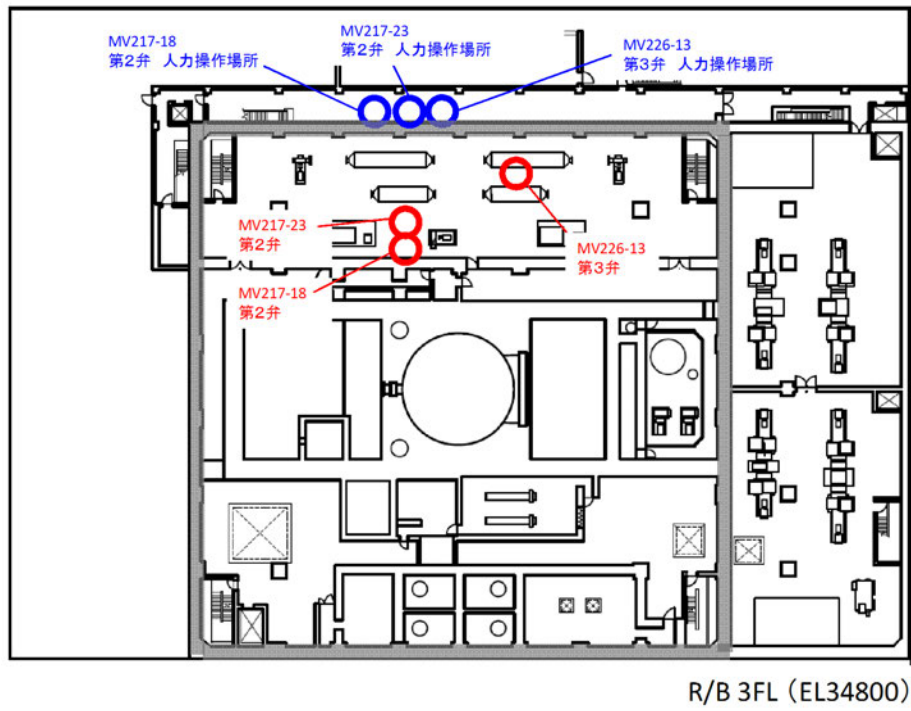 MV217-18
第2弁 人力操作場所
MV217-23
第2弁 人力操作場所
MV226-13
第3弁 人力操作場所
MV217-23
第2弁
MV226-13
第3弁
MV217-18
第2弁
R/B 3FL（EL34800）